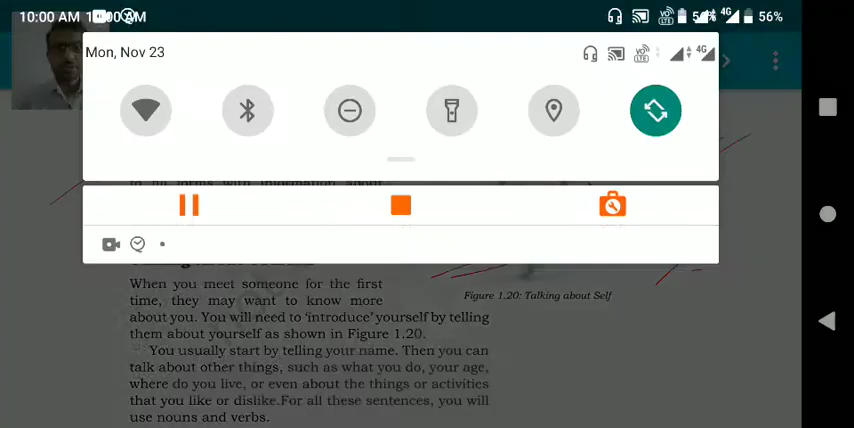 10:00 AM
56%
Mon, Nov 23
VO LTE
4G
When you meet someone for the first
time, they may want to know more
about you. You will need to ‘introduce’ yourself by telling
them about yourself as shown in Figure 1.20.
You usually start by telling your name. Then you can
talk about other things, such as what you do, your age,
where do you live, or even about the things or activities
that you like or dislike.For all these sentences, you will
use nouns and verbs.
Figure 1.20: Talking about Self